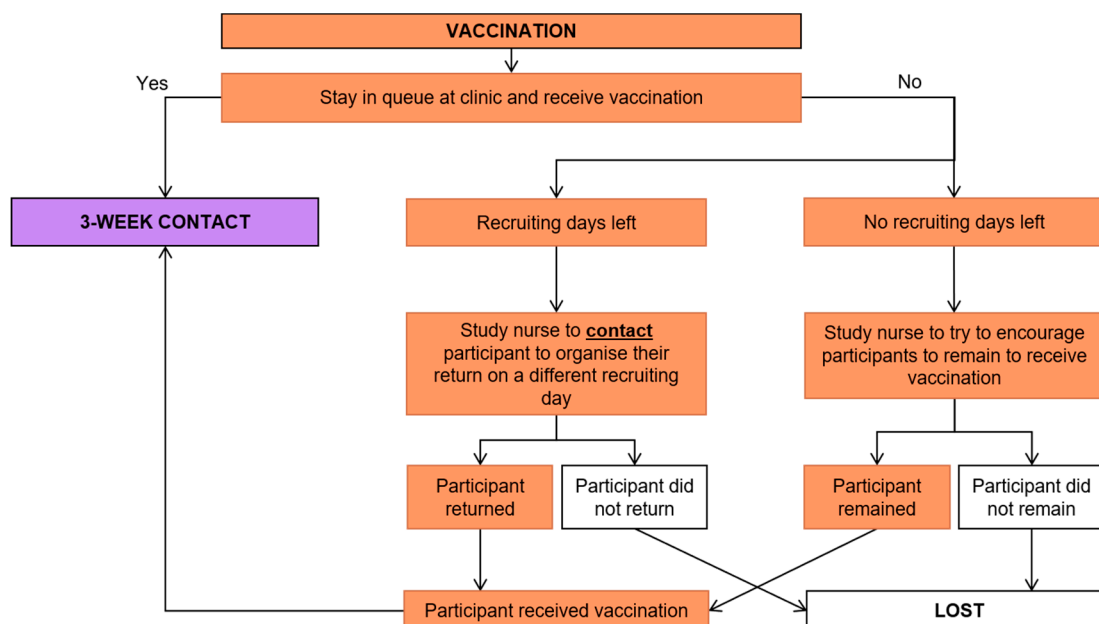 VACCINATION
Yes
Stay in queue at clinic and receive vaccination
No
3-WEEK CONTACT
Recruiting days left
No recruiting days left
Study nurse to contact
participant to organise their
return on a different recruiting
day
Study nurse to try to encourage
participants to remain to receive
vaccination
Participant
returned
Participant did
not return
Participant
remained
Participant did
not remain
Participant received vaccination
LOST